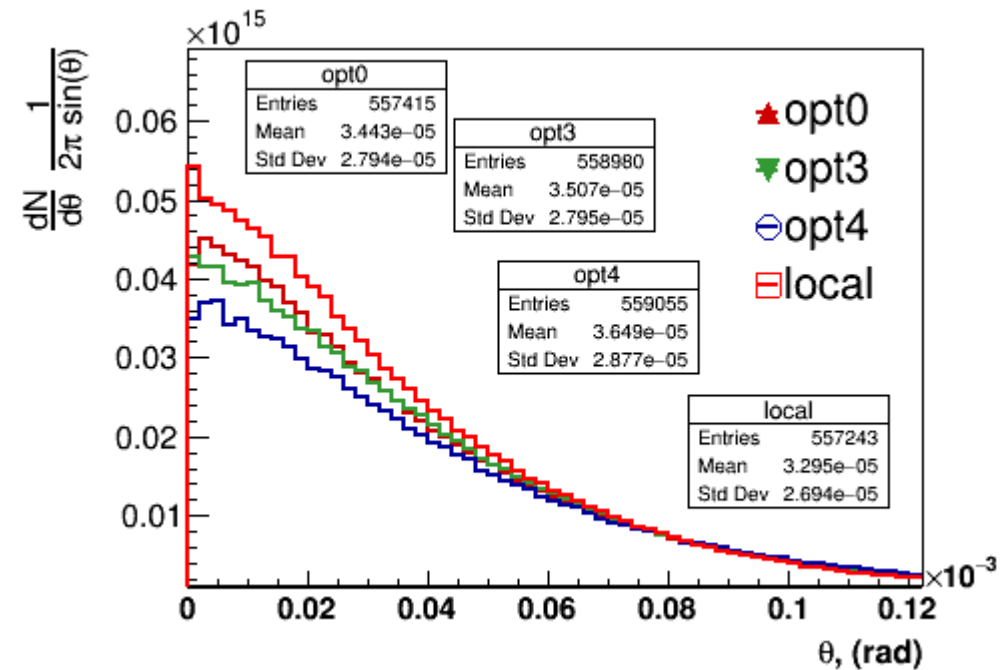 ×10^15
dN/dθ 1/(2π sin(θ))
0.06
0.05
0.04
0.03
0.02
0.01
opt0
Entries 557415
Mean 3.443e−05
Std Dev 2.794e−05
opt3
Entries 558980
Mean 3.507e−05
Std Dev 2.795e−05
opt4
Entries 559055
Mean 3.649e−05
Std Dev 2.877e−05
local
Entries 557243
Mean 3.295e−05
Std Dev 2.694e−05
opt0
opt3
opt4
local
0 0.02 0.04 0.06 0.08 0.1 0.12
×10^−3
θ, (rad)